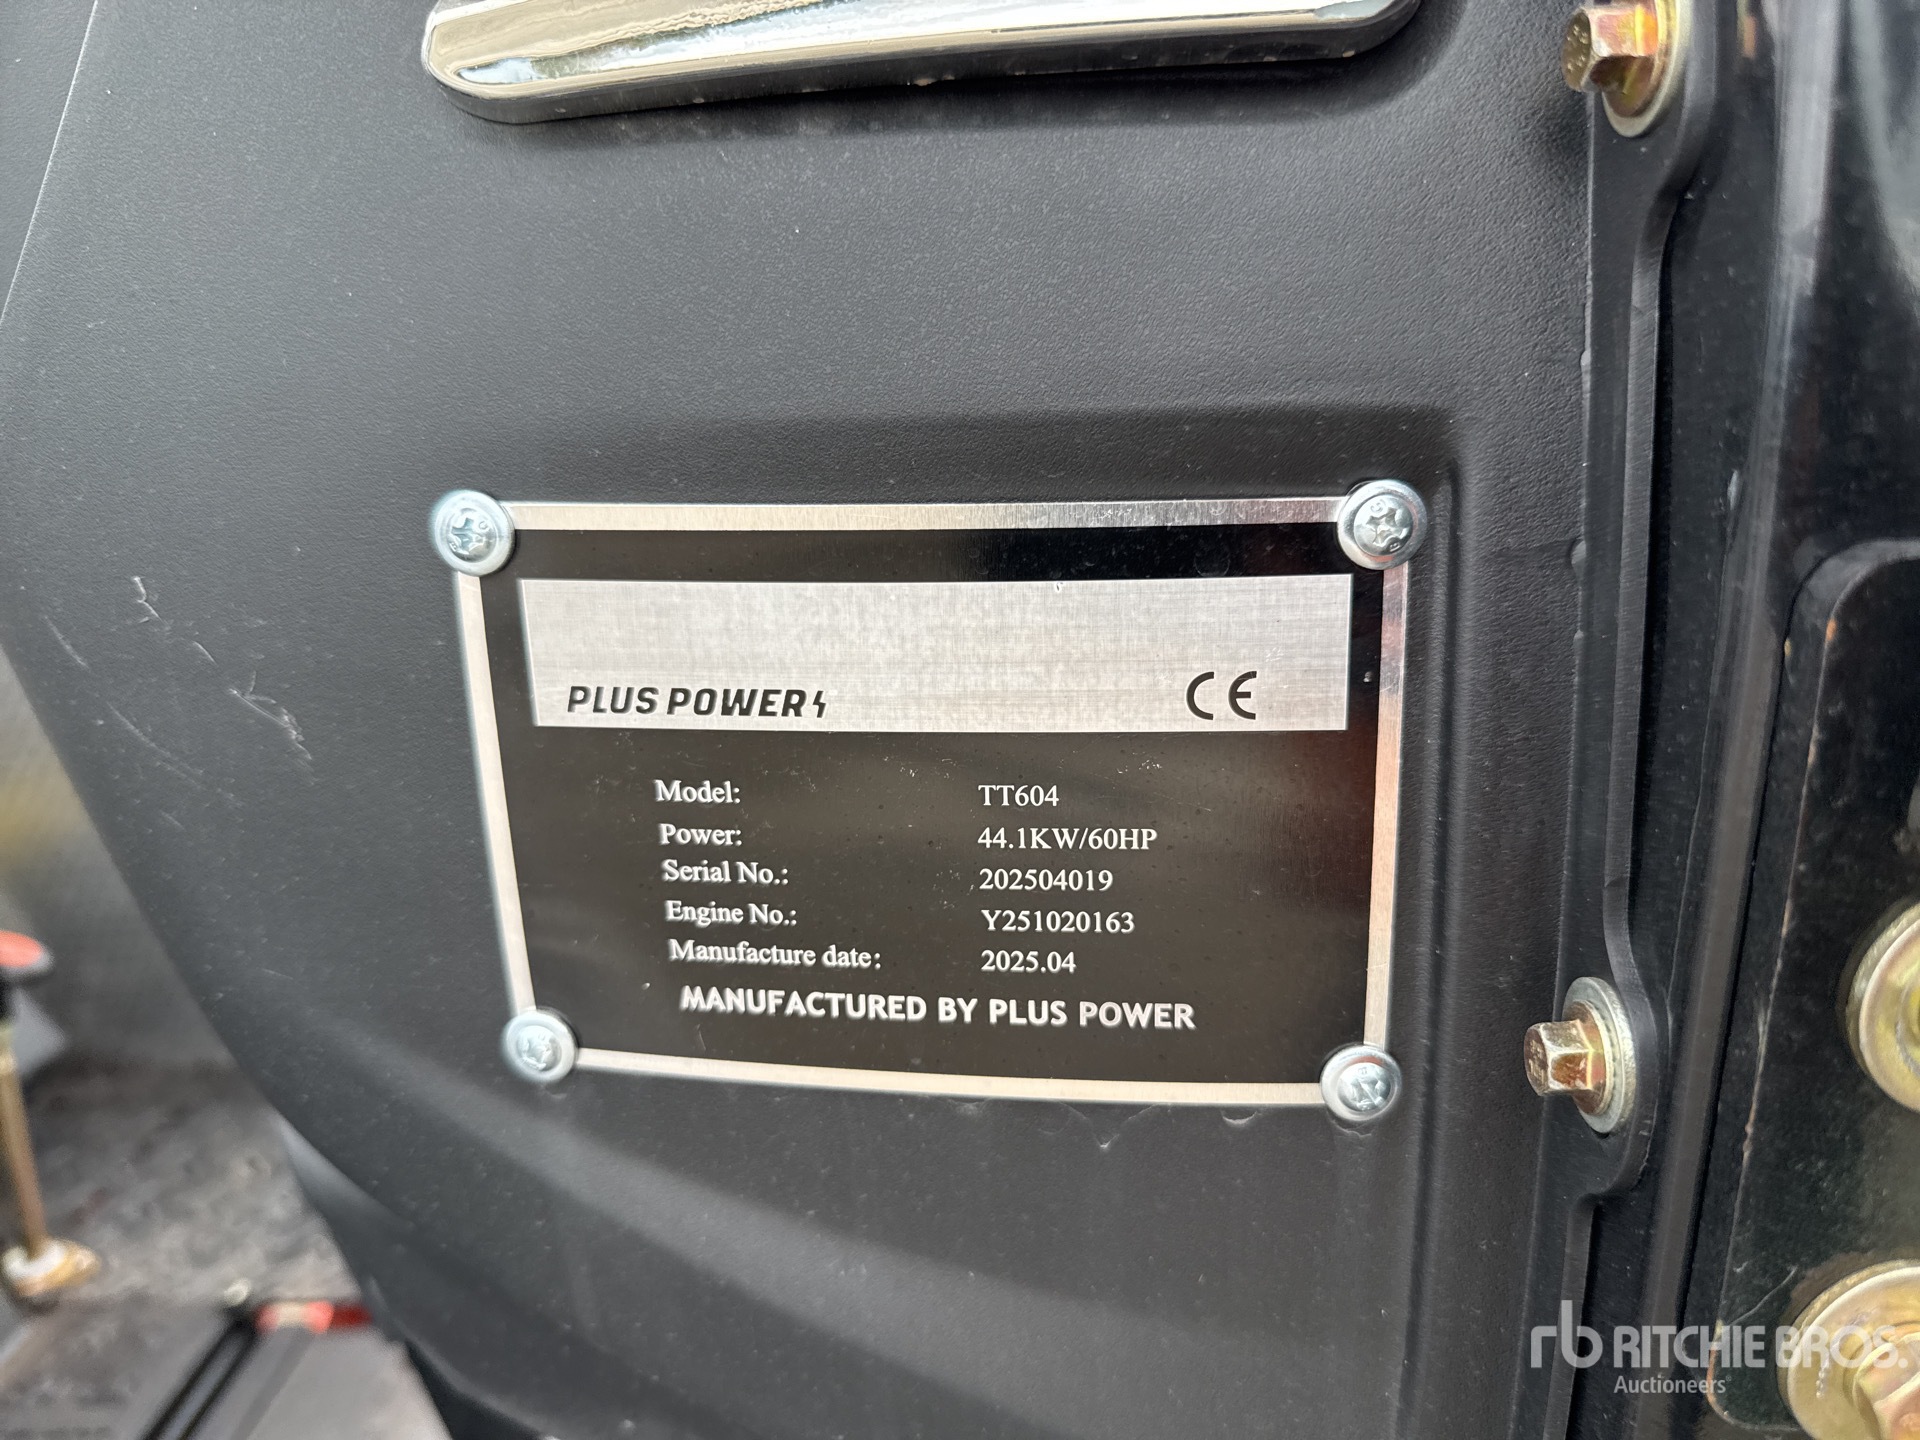 PLUS POWER
CE
Model: TT604
Power: 44.1KW/60HP
Serial No.: 202504019
Engine No.: Y251020163
Manufacture date: 2025.04
MANUFACTURED BY PLUS POWER
rb RITCHIE BROS.
Auctioneers